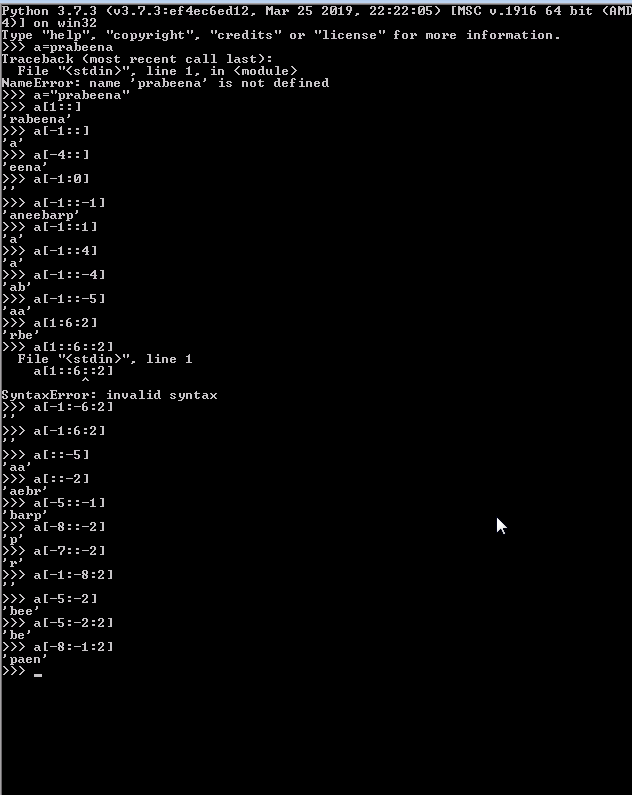 Python 3.7.3 (v3.7.3:ef4ec6ed12, Mar 25 2019, 22:22:05) [MSC v.1916 64 bit (AMD
4)] on win32
Type "help", "copyright", "credits" or "license" for more information.
>>> a=prabeena
Traceback (most recent call last):
  File "<stdin>", line 1, in <module>
NameError: name 'prabeena' is not defined
>>> a="prabeena"
>>> a[1::]
'rabeena'
>>> a[-1::]
'a'
>>> a[-4::]
'eena'
>>> a[-1:0]
''
>>> a[-1::-1]
'aneebarp'
>>> a[-1::1]
'a'
>>> a[-1::4]
'a'
>>> a[-1::-4]
'ab'
>>> a[-1::-5]
'aa'
>>> a[1:6:2]
'rbe'
>>> a[1::6::2]
  File "<stdin>", line 1
    a[1::6::2]
          ^
SyntaxError: invalid syntax
>>> a[-1:-6:2]
''
>>> a[-1:6:2]
''
>>> a[::-5]
'aa'
>>> a[::-2]
'aebr'
>>> a[-5::-1]
'barp'
>>> a[-8::-2]
'p'
>>> a[-7::-2]
'r'
>>> a[-1:-8:2]
''
>>> a[-5:-2]
'bee'
>>> a[-5:-2:2]
'be'
>>> a[-8:-1:2]
'paen'
>>> _